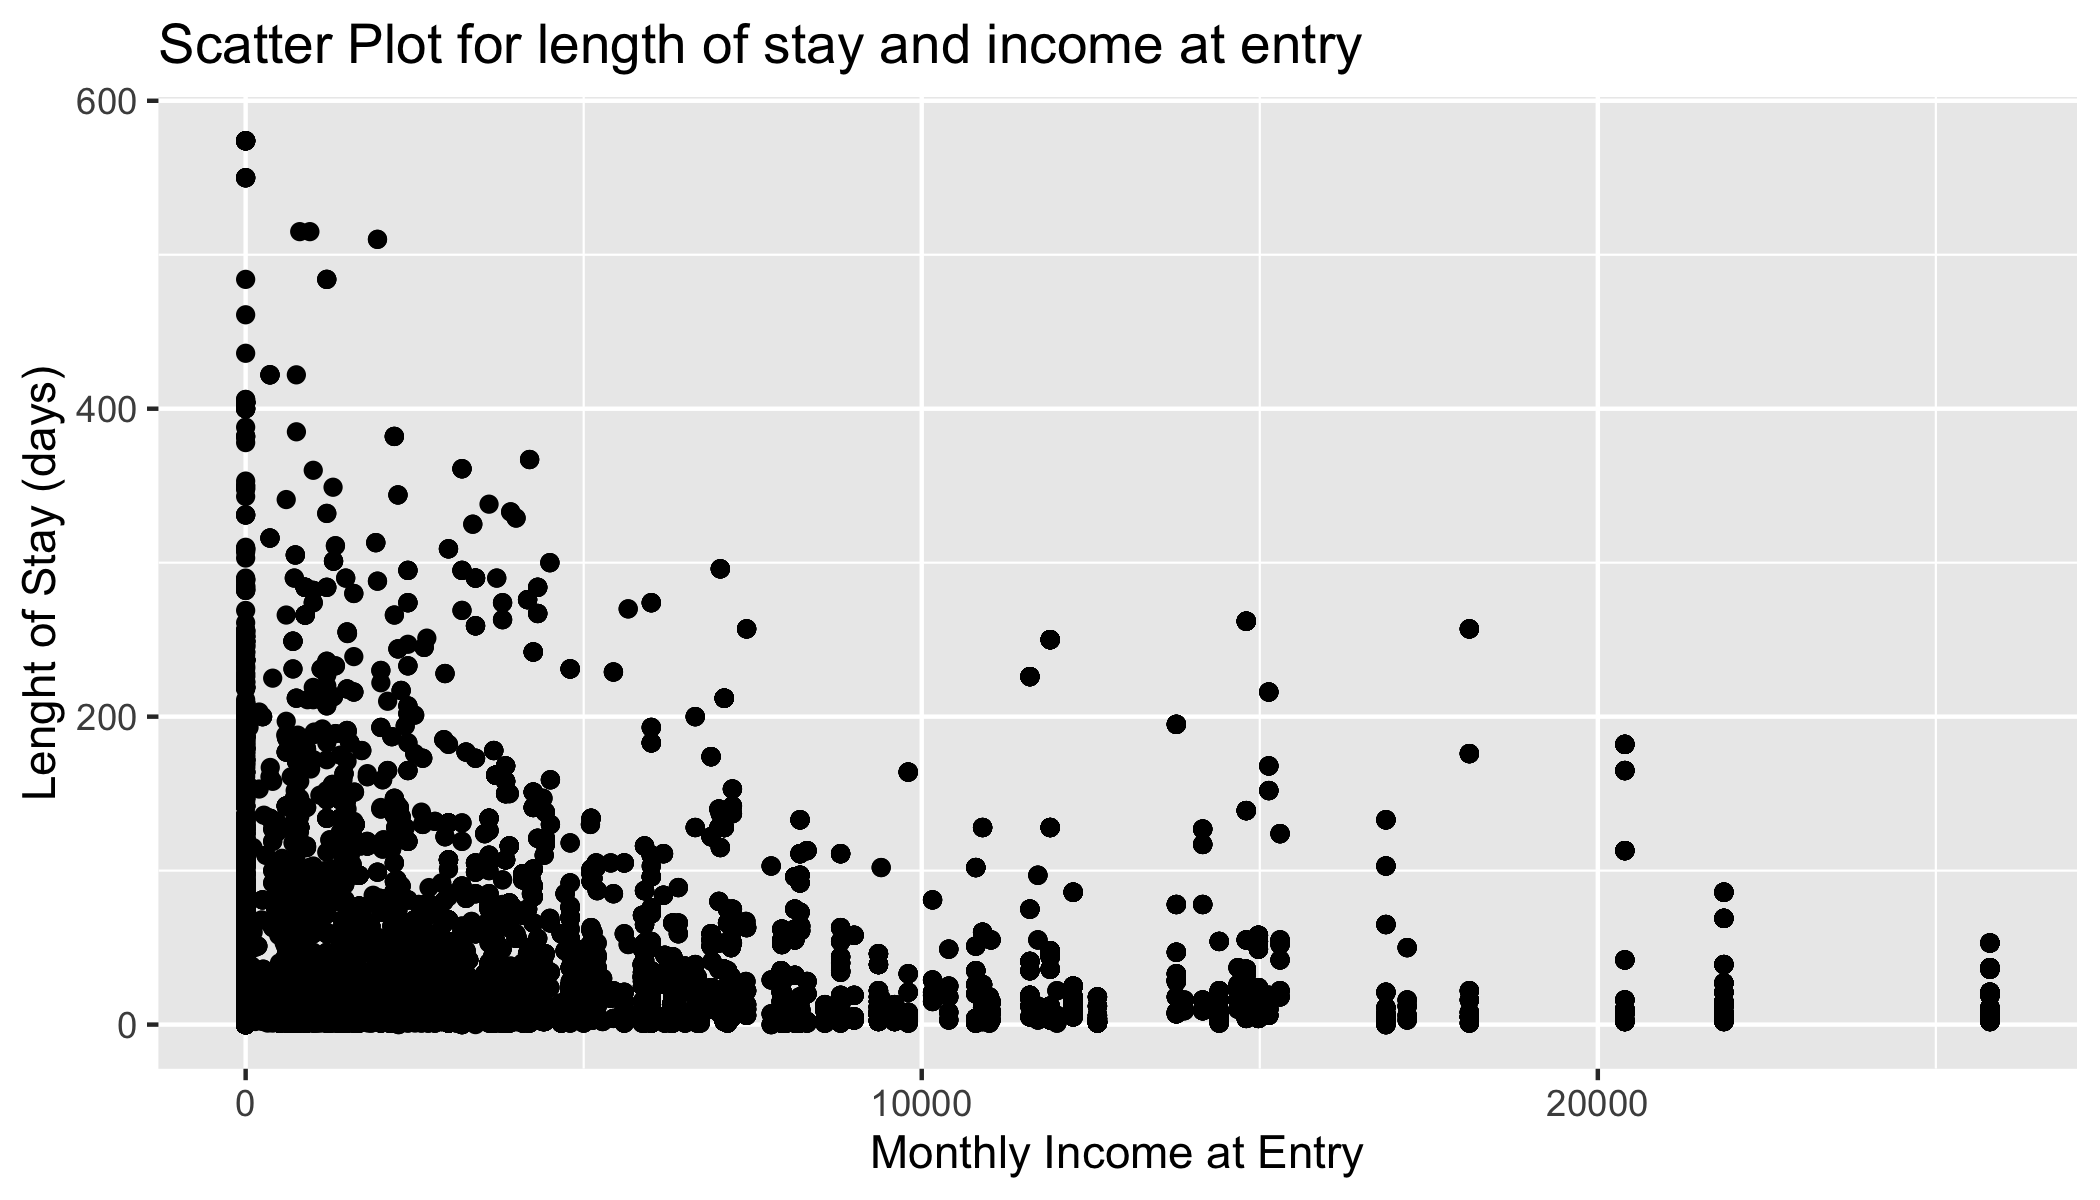 Scatter Plot for length of stay and income at entry
600
400
200
0
Lenght of Stay (days)
0 10000 20000
Monthly Income at Entry